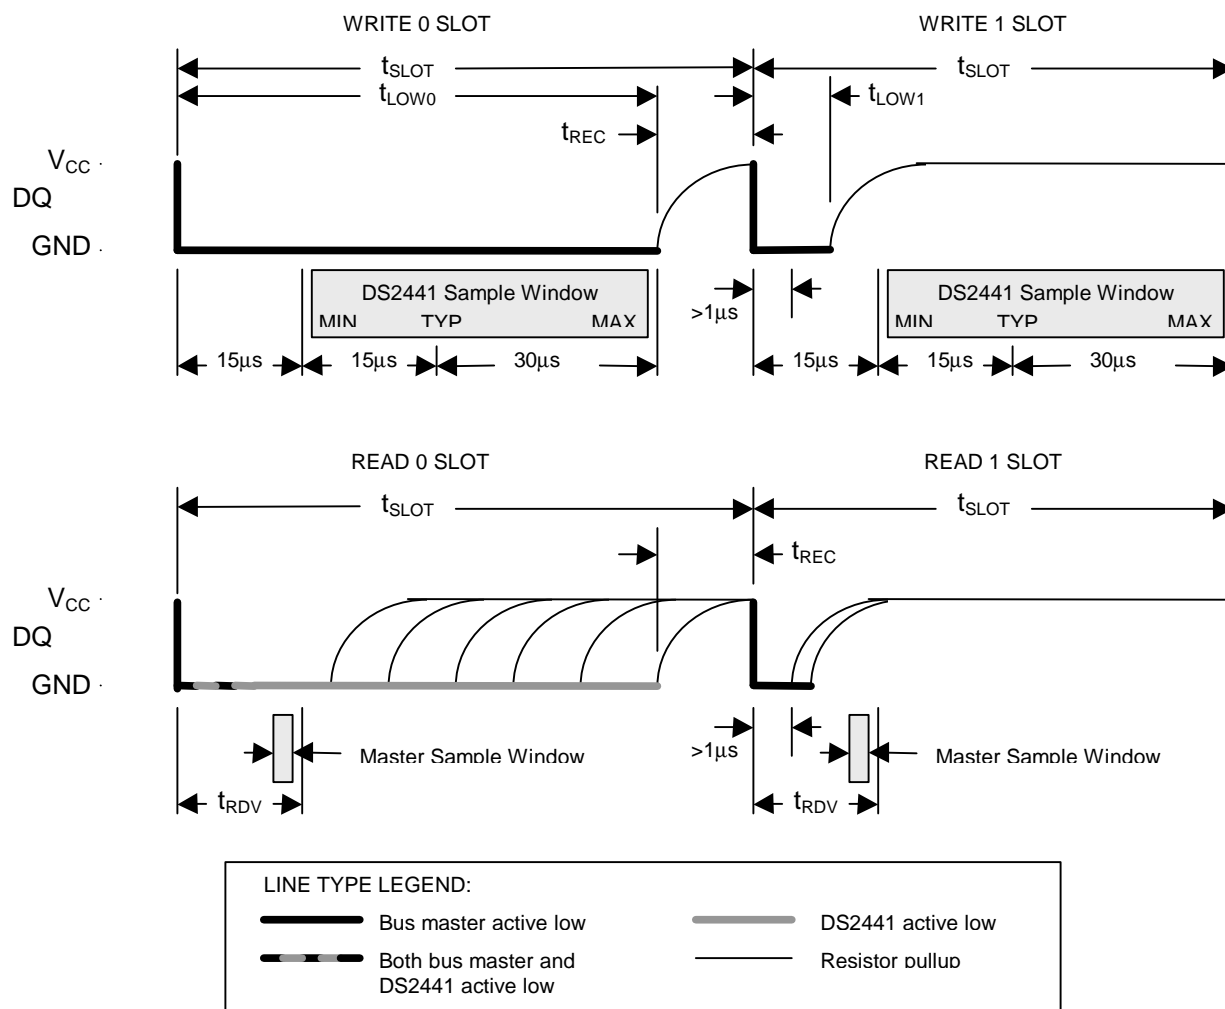 WRITE 0 SLOT WRITE 1 SLOT
tSLOT tSLOT
tLOW0 tLOW1
tREC
VCC
DQ
GND
DS2441 Sample Window DS2441 Sample Window
MIN TYP MAX >1µs MIN TYP MAX
15µs 15µs 30µs 15µs 15µs 30µs
READ 0 SLOT READ 1 SLOT
tSLOT tSLOT
tREC
VCC
DQ
GND
>1µs
Master Sample Window Master Sample Window
tRDV tRDV
LINE TYPE LEGEND:
Bus master active low DS2441 active low
Both bus master and Resistor pullup
DS2441 active low